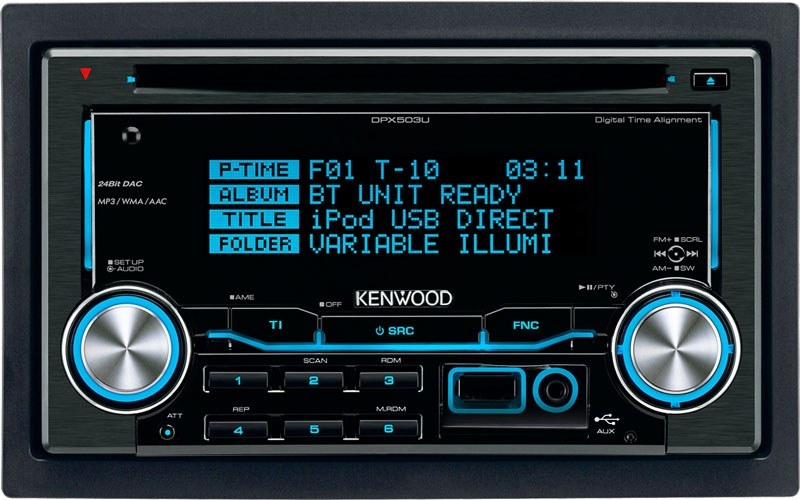 DPX503U
Digital Time Alignment
P-TIME F01 T-10 03:11
ALBUM BT UNIT READY
TITLE iPod USB DIRECT
FOLDER VARIABLE ILLUMI
24Bit DAC
MP3/WMA/AAC
SET UP
AUDIO
FM+ SCRL
AM- SW
AME
OFF
KENWOOD
/PTY
TI
SRC
FNC
SCAN RDM
1 2 3
ATT
REP M.RDM
4 5 6
AUX